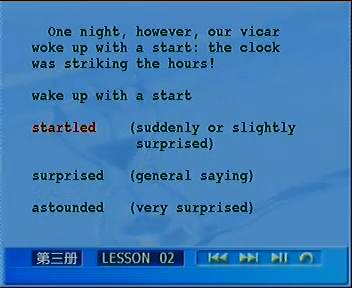 One night, however, our vicar
woke up with a start: the clock
was striking the hours!
wake up with a start
startled (suddenly or slightly
surprised)
surprised (general saying)
astounded (very surprised)
第三册 LESSON 02